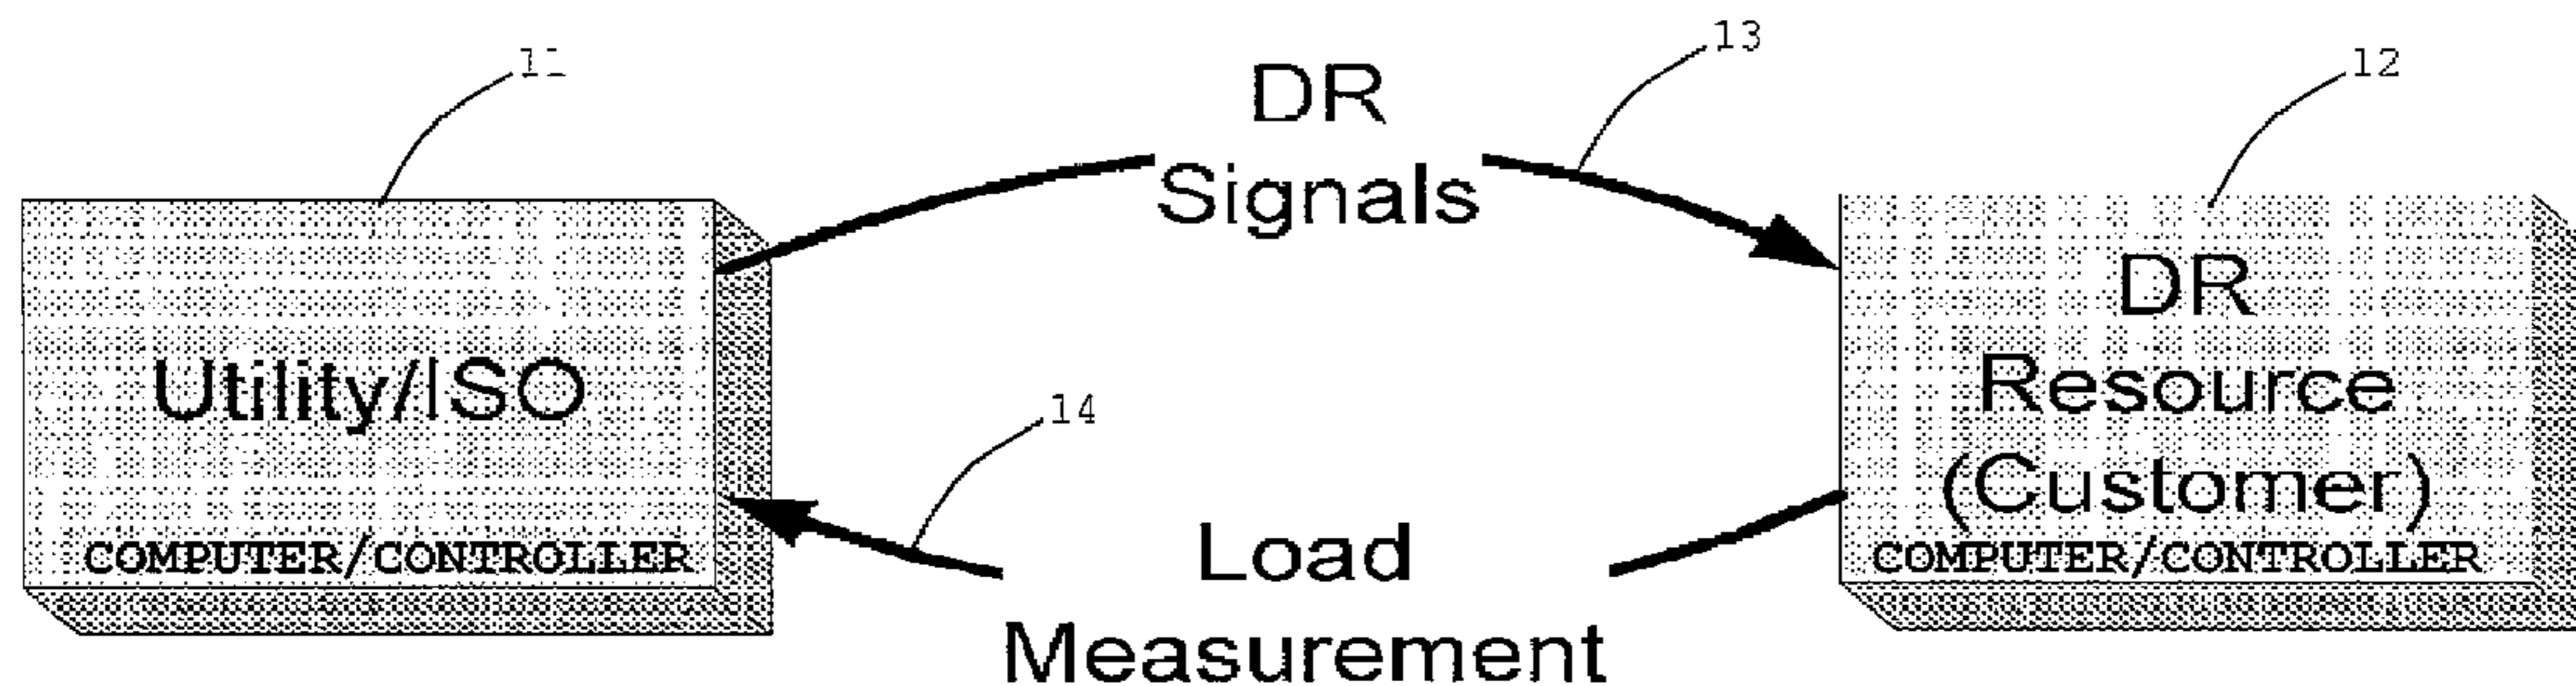 11
13
12
DR
Signals
Utility/ISO
COMPUTER/CONTROLLER
DR
Resource
(Customer)
COMPUTER/CONTROLLER
14
Load
Measurement